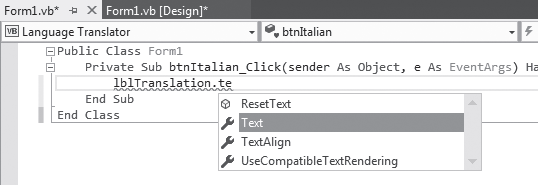 Form1.vb* Form1.vb [Design]*
VB Language Translator btnItalian
Public Class Form1
Private Sub btnItalian_Click(sender As Object, e As EventArgs) Ha
lblTranslation.te
End Sub
End Class
ResetText
Text
TextAlign
UseCompatibleTextRendering